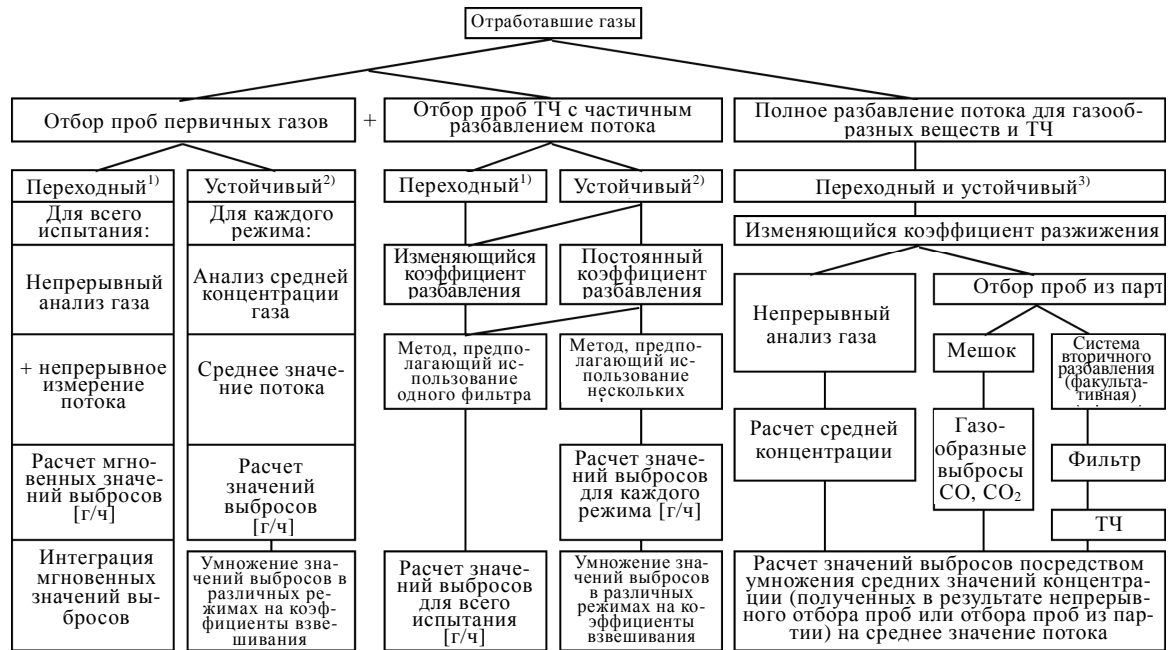 Отработавшие газы
Отбор проб первичных газов
+
Отбор проб ТЧ с частичным
разбавлением потока
Полное разбавление потока для газооб-
разных веществ и ТЧ
Переходный1)
Устойчивый2)
Переходный1)
Устойчивый2)
Переходный и устойчивый3)
Для всего
испытания:
Для каждого
режима:
Изменяющийся коэффициент разжижения
Непрерывный
анализ газа
Анализ средней
концентрации
газа
Изменяющийся
коэффициент
разбавления
Постоянный
коэффициент
разбавления
Непрерывный
анализ газа
Отбор проб из парт
+ непрерывное
измерение
потока
Среднее значе-
ние потока
Метод, предпо-
лагающий ис-
пользование
одного фильтра
Метод, предпо-
лагающий ис-
пользование
нескольких
Мешок
Система
вторичного
разбавления
(факульта-
тивная)
Расчет средней
концентрации
Газо-
образные
выбросы
CO, CO2
Фильтр
ТЧ
Расчет мгно-
венных значе-
ний выбросов
[г/ч]
Расчет
значений
выбросов
[г/ч]
Расчет значе-
ний выбросов
для каждого
режима [г/ч]
Интеграция
мгновенных
значений вы-
бросов
Умножение зна-
чений выбросов в
различных ре-
жимах на коэф-
фициенты взве-
шивания
Расчет значе-
ний выбросов
для всего
испытания
[г/ч]
Умножение зна-
чений выбросов
в различных
режимах на ко-
эффициенты
взвешивания
Расчет значений выбросов посредством
умножения средних значений концентра-
ции (полученных в результате непрерыв-
ного отбора проб или отбора проб из пар-
тии) на среднее значение потока